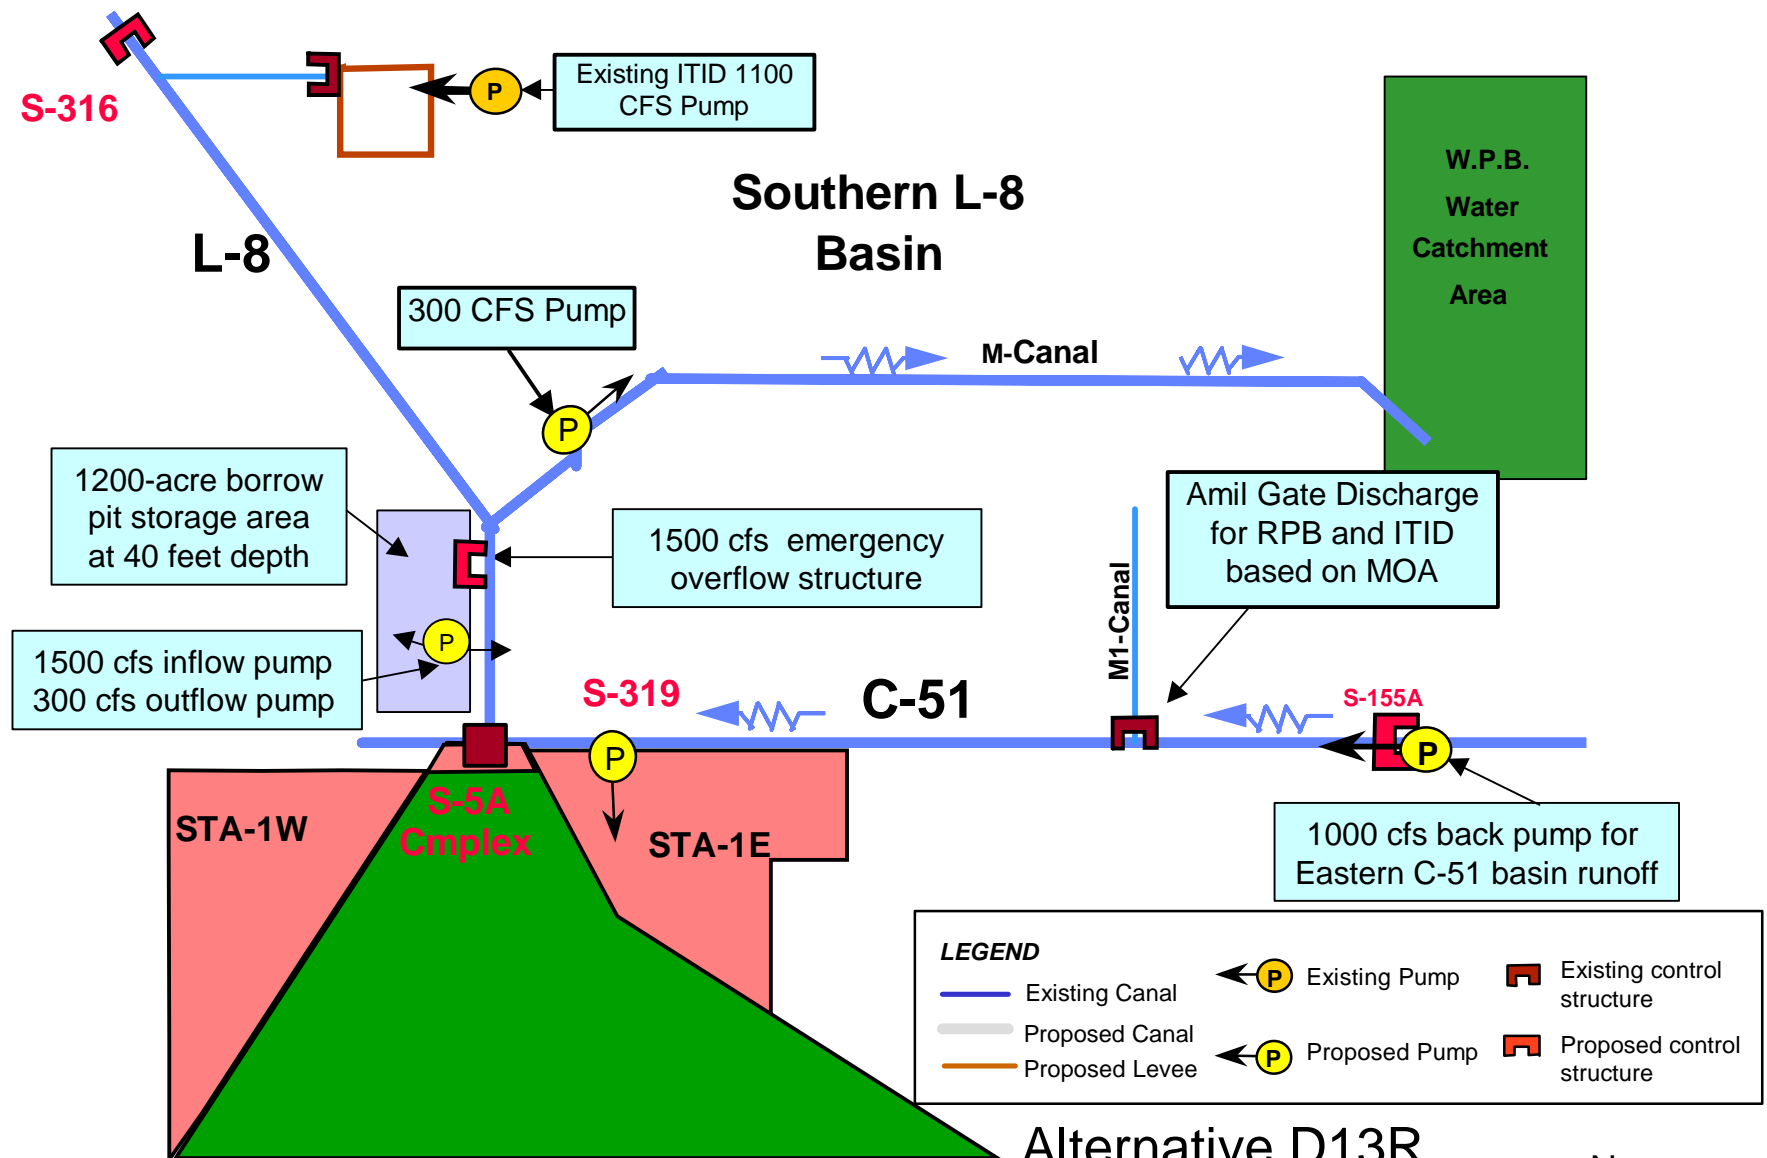 S-316
P
Existing ITID 1100
CFS Pump
Southern L-8
Basin
W.P.B.
Water
Catchment
Area
L-8
300 CFS Pump
M-Canal
P
1200-acre borrow
pit storage area
at 40 feet depth
1500 cfs emergency
overflow structure
Amil Gate Discharge
for RPB and ITID
based on MOA
M1-Canal
P
1500 cfs inflow pump
300 cfs outflow pump
S-319
C-51
S-155A
P
P
S-5A
Cmplex
STA-1W
STA-1E
1000 cfs back pump for
Eastern C-51 basin runoff
LEGEND
Existing Canal
Proposed Canal
Proposed Levee
P
Existing Pump
P
Proposed Pump
Existing control
structure
Proposed control
structure
Alternative D13R